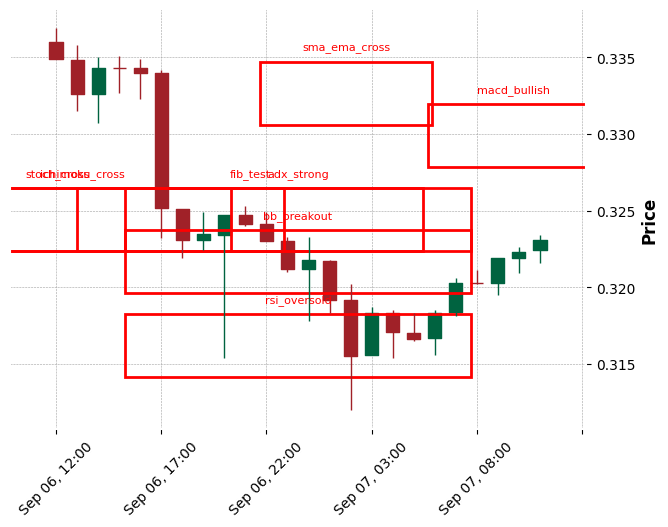 sma_ema_cross
0.335
macd_bullish
0.330
stoch_cross
ichimoku_cross
fib_test
adx_strong
0.325
bb_breakout
Price
0.320
rsi_oversold
0.315
Sep 06, 12:00
Sep 06, 17:00
Sep 06, 22:00
Sep 07, 03:00
Sep 07, 08:00